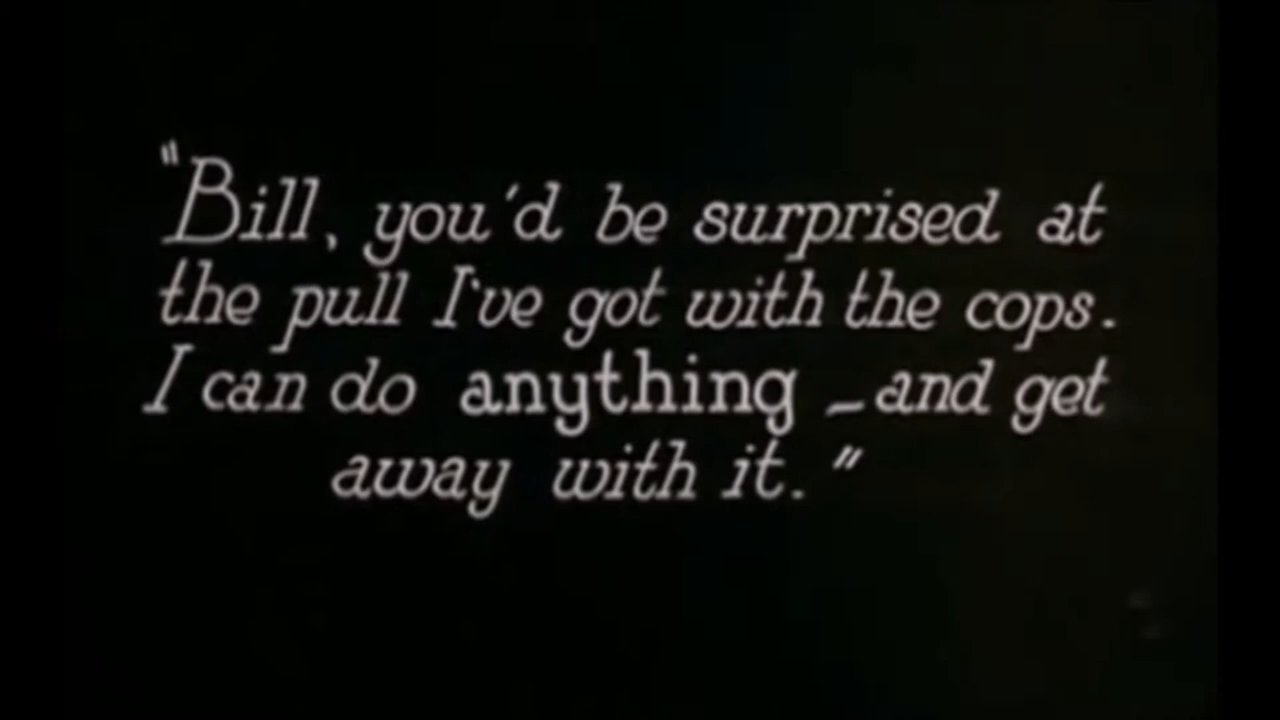 "Bill, you'd be surprised at
the pull I've got with the cops.
I can do anything – and get
away with it."